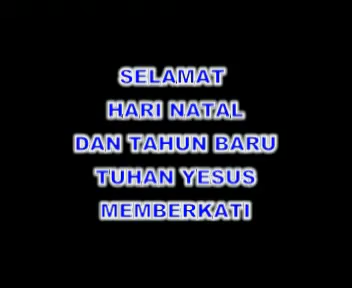 SELAMAT
HARI NATAL
DAN TAHUN BARU
TUHAN YESUS
MEMBERKATI